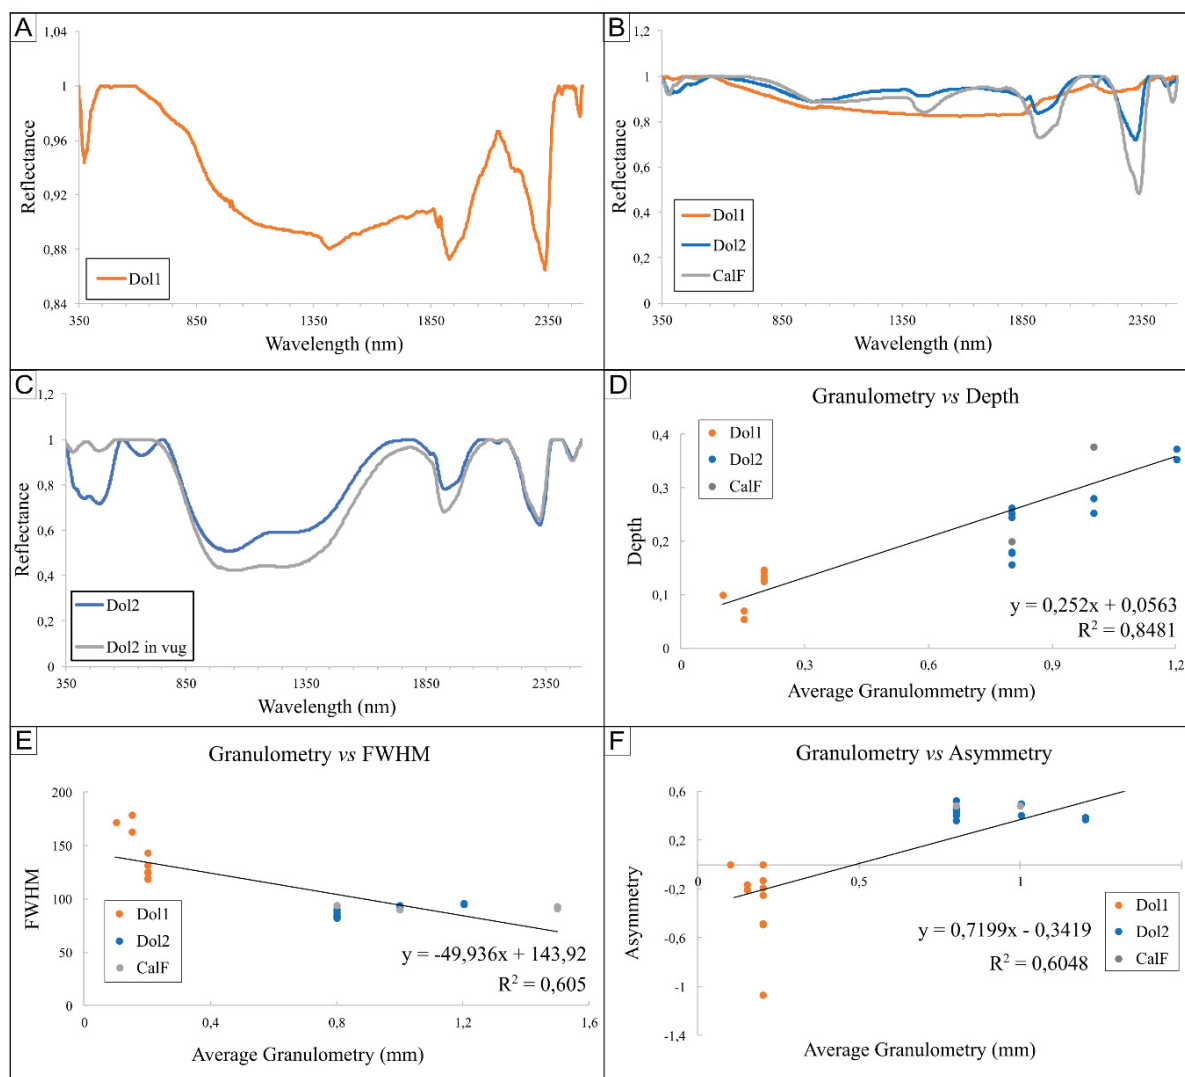 A
1,04
1
0,96
0,92
0,88
0,84
Reflectance
Dol1
350
850
1350
1850
2350
Wavelength (nm)
B
1,2
1
0,8
0,6
0,4
0,2
0
Reflectance
Dol1
Dol2
CalF
350
850
1350
1850
2350
Wavelength (nm)
C
1,2
1
0,8
0,6
0,4
0,2
0
Reflectance
Dol2
Dol2 in vug
350
850
1350
1850
2350
Wavelength (nm)
D
Granulometry vs Depth
0,4
0,3
0,2
0,1
0
Depth
Dol1
Dol2
CalF
y = 0,252x + 0,0563
R² = 0,8481
0
0,3
0,6
0,9
1,2
Average Granulommetry (mm)
E
Granulometry vs FWHM
200
150
100
50
0
FWHM
Dol1
Dol2
CalF
y = -49,936x + 143,92
R² = 0,605
0
0,4
0,8
1,2
1,6
Average Granulometry (mm)
F
Granulometry vs Asymmetry
0,6
0,2
-0,2
-0,6
-1
-1,4
Asymmetry
0
0,5
1
Dol1
Dol2
CalF
y = 0,7199x - 0,3419
R² = 0,6048
Average Granulometry (mm)